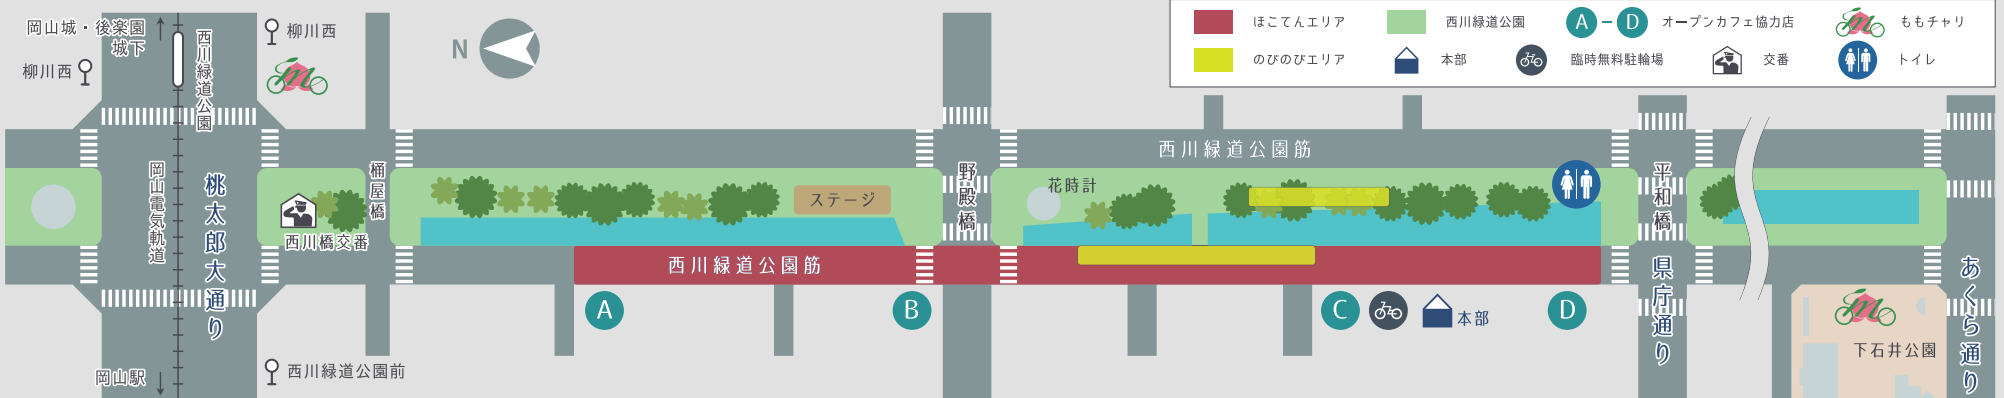 岡山城・後楽園
城下
柳川西
西川緑道公園
柳川西
N
ほこてんエリア
西川緑道公園
A – D
オープンカフェ協力店
ももチャリ
のびのびエリア
本部
臨時無料駐輪場
交番
トイレ
岡山電気軌道
桃太郎大通り
西川橋交番
桶屋橋
ステージ
野殿橋
花時計
西川緑道公園筋
西川緑道公園筋
平和橋
県庁通り
あくら通り
A
B
C
本部
D
下石井公園
岡山駅
西川緑道公園前